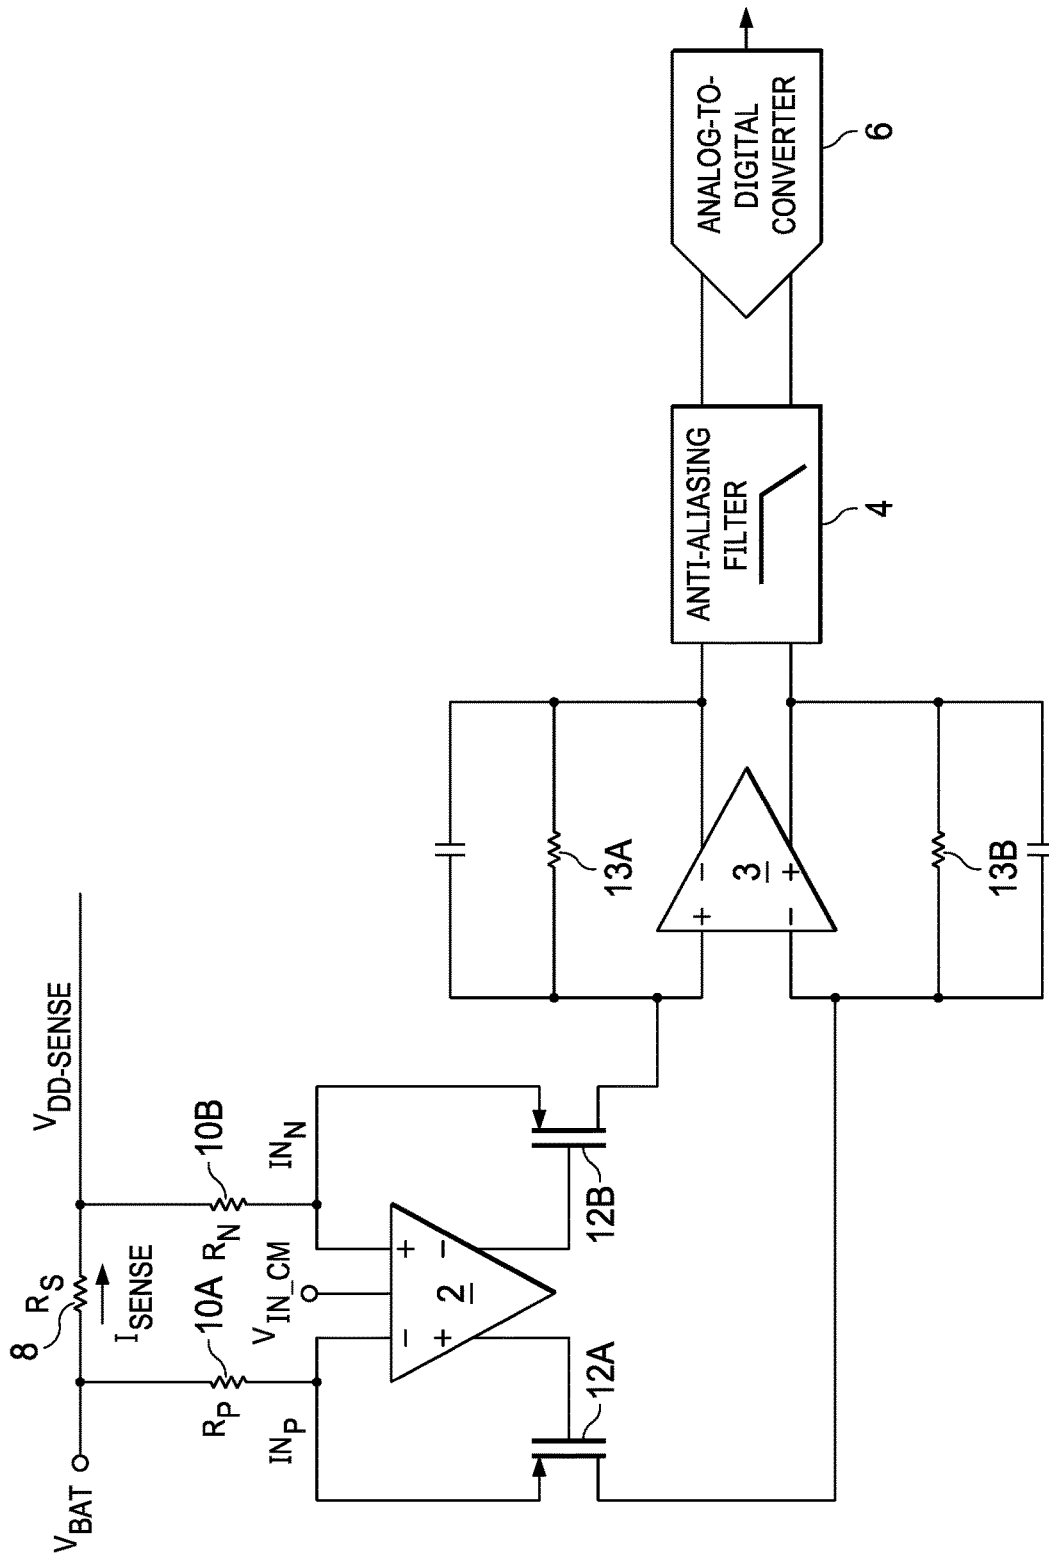 V_BAT
8
R_S
I_SENSE
V_DD-SENSE
R_P
10A
R_N
10B
IN_P
V_IN_CM
IN_N
−
+
+
−
2
12A
12B
13A
+
−
−
+
3
13B
ANTI-ALIASING
FILTER
4
ANALOG-TO-
DIGITAL
CONVERTER
6